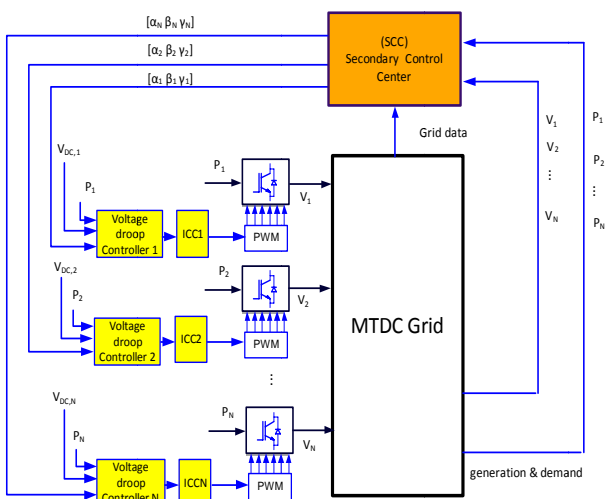 [αN βN γN]
[α2 β2 γ2]
[α1 β1 γ1]
(SCC)
Secondary Control
Center
Grid data
V1
V2
⋮
VN
P1
P2
⋮
PN
VDC,1
P1
Voltage
droop
Controller 1
ICC1
P1
V1
PWM
VDC,2
P2
Voltage
droop
Controller 2
ICC2
P2
V2
PWM
⋮
VDC,N
PN
Voltage
droop
Controller N
ICCN
PN
VN
PWM
MTDC Grid
generation & demand